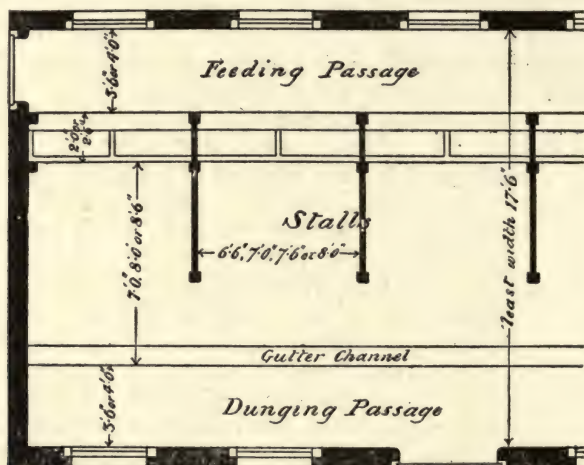 Feeding Passage
3'6" or 4'0"
2'0" or
2'6"
Stalls
6'6", 7'0", 7'6" or 8'0"
7'0", 8'0" or 8'6"
least width 17'6"
Gutter Channel
Dunging Passage
3'6" or 4'0"